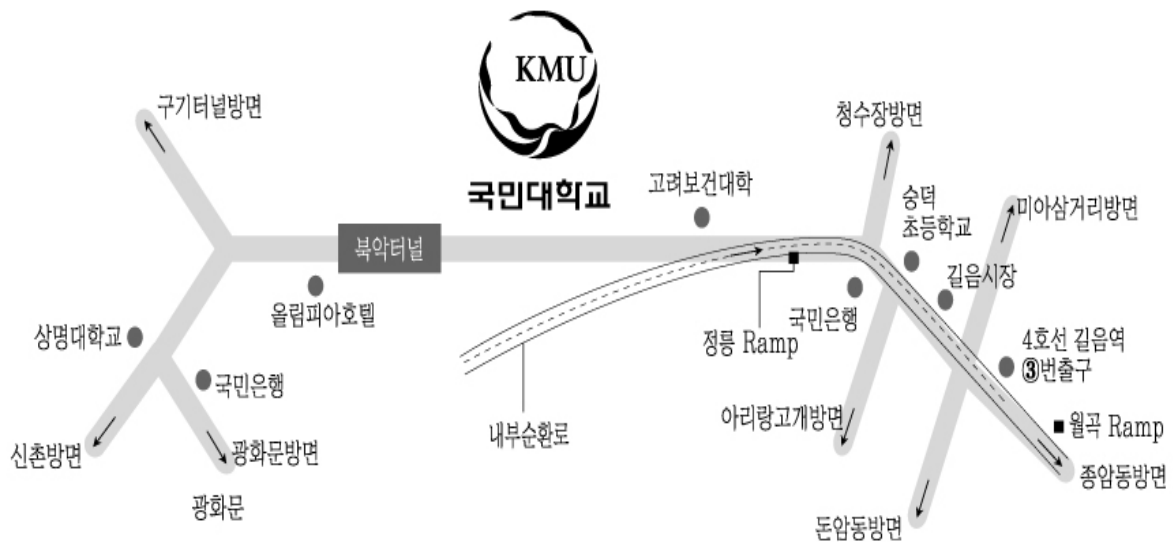 KMU
국민대학교
구기터널방면
북악터널
올림피아호텔
상명대학교
국민은행
신촌방면
광화문방면
광화문
고려보건대학
청수장방면
숭덕
초등학교
미아삼거리방면
길음시장
국민은행
정릉 Ramp
4호선 길음역
③번출구
내부순환로
아리랑고개방면
월곡 Ramp
종암동방면
돈암동방면